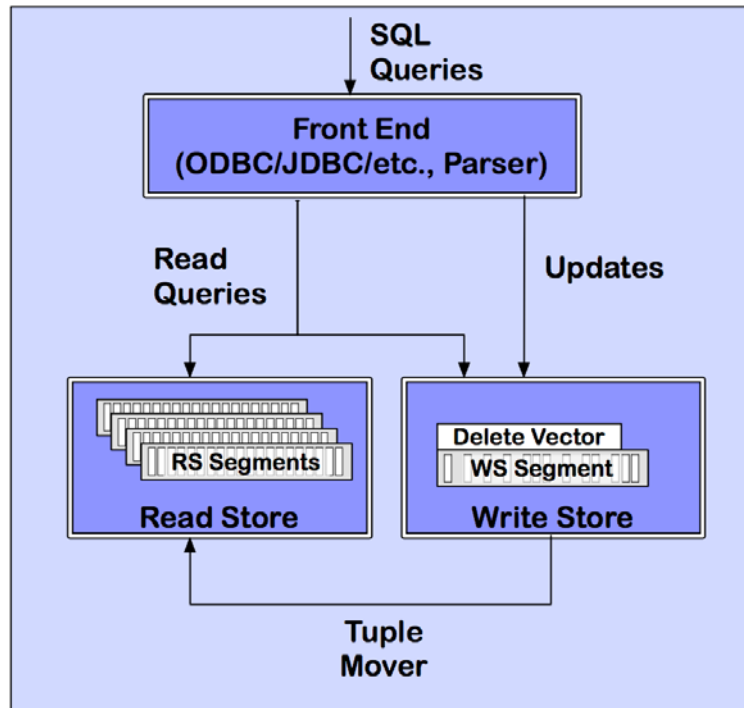 SQL
Queries
Front End
(ODBC/JDBC/etc., Parser)
Read
Queries
Updates
RS Segments
Read Store
Delete Vector
WS Segment
Write Store
Tuple
Mover